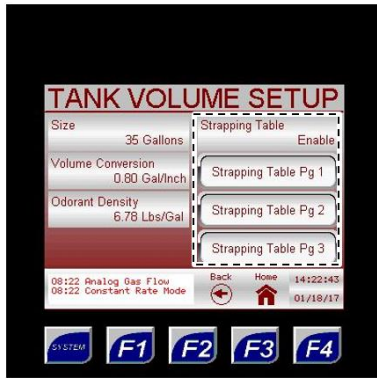 TANK VOLUME SETUP
Size
35 Gallons
Volume Conversion
0.80 Gal/Inch
Odorant Density
6.78 Lbs/Gal
Strapping Table
Enable
Strapping Table Pg 1
Strapping Table Pg 2
Strapping Table Pg 3
08:22 Analog Gas Flow
08:22 Constant Rate Mode
Back
Home
14:22:43
01/18/17
SYSTEM
F1
F2
F3
F4